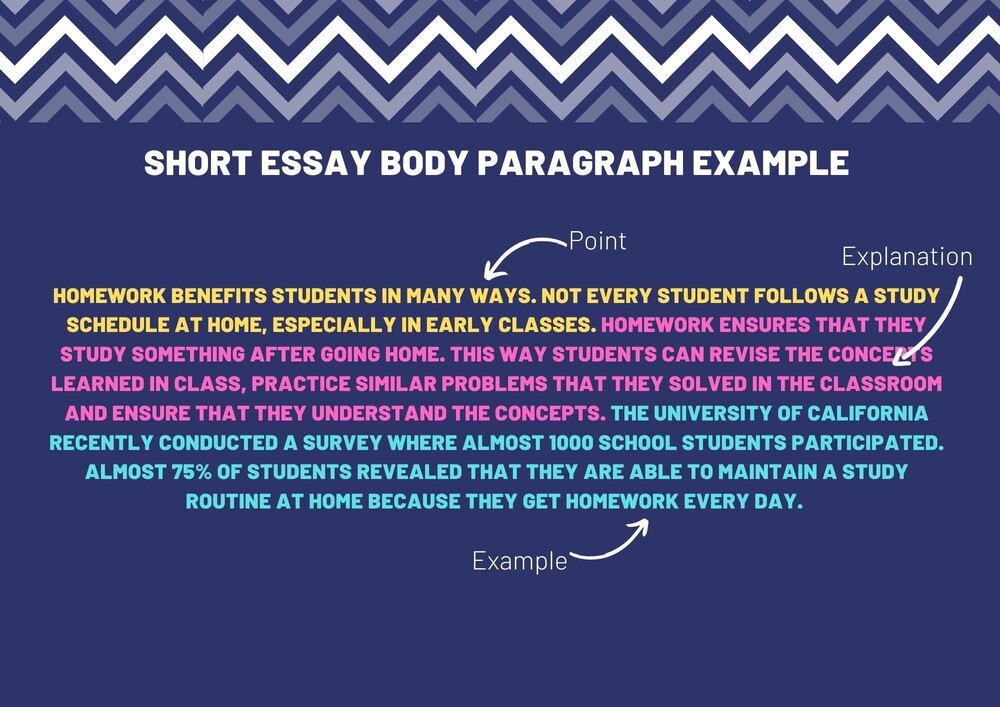 SHORT ESSAY BODY PARAGRAPH EXAMPLE
Point
Explanation
HOMEWORK BENEFITS STUDENTS IN MANY WAYS. NOT EVERY STUDENT FOLLOWS A STUDY
SCHEDULE AT HOME, ESPECIALLY IN EARLY CLASSES. HOMEWORK ENSURES THAT THEY
STUDY SOMETHING AFTER GOING HOME. THIS WAY STUDENTS CAN REVISE THE CONCEPTS
LEARNED IN CLASS, PRACTICE SIMILAR PROBLEMS THAT THEY SOLVED IN THE CLASSROOM
AND ENSURE THAT THEY UNDERSTAND THE CONCEPTS. THE UNIVERSITY OF CALIFORNIA
RECENTLY CONDUCTED A SURVEY WHERE ALMOST 1000 SCHOOL STUDENTS PARTICIPATED.
ALMOST 75% OF STUDENTS REVEALED THAT THEY ARE ABLE TO MAINTAIN A STUDY
ROUTINE AT HOME BECAUSE THEY GET HOMEWORK EVERY DAY.
Example